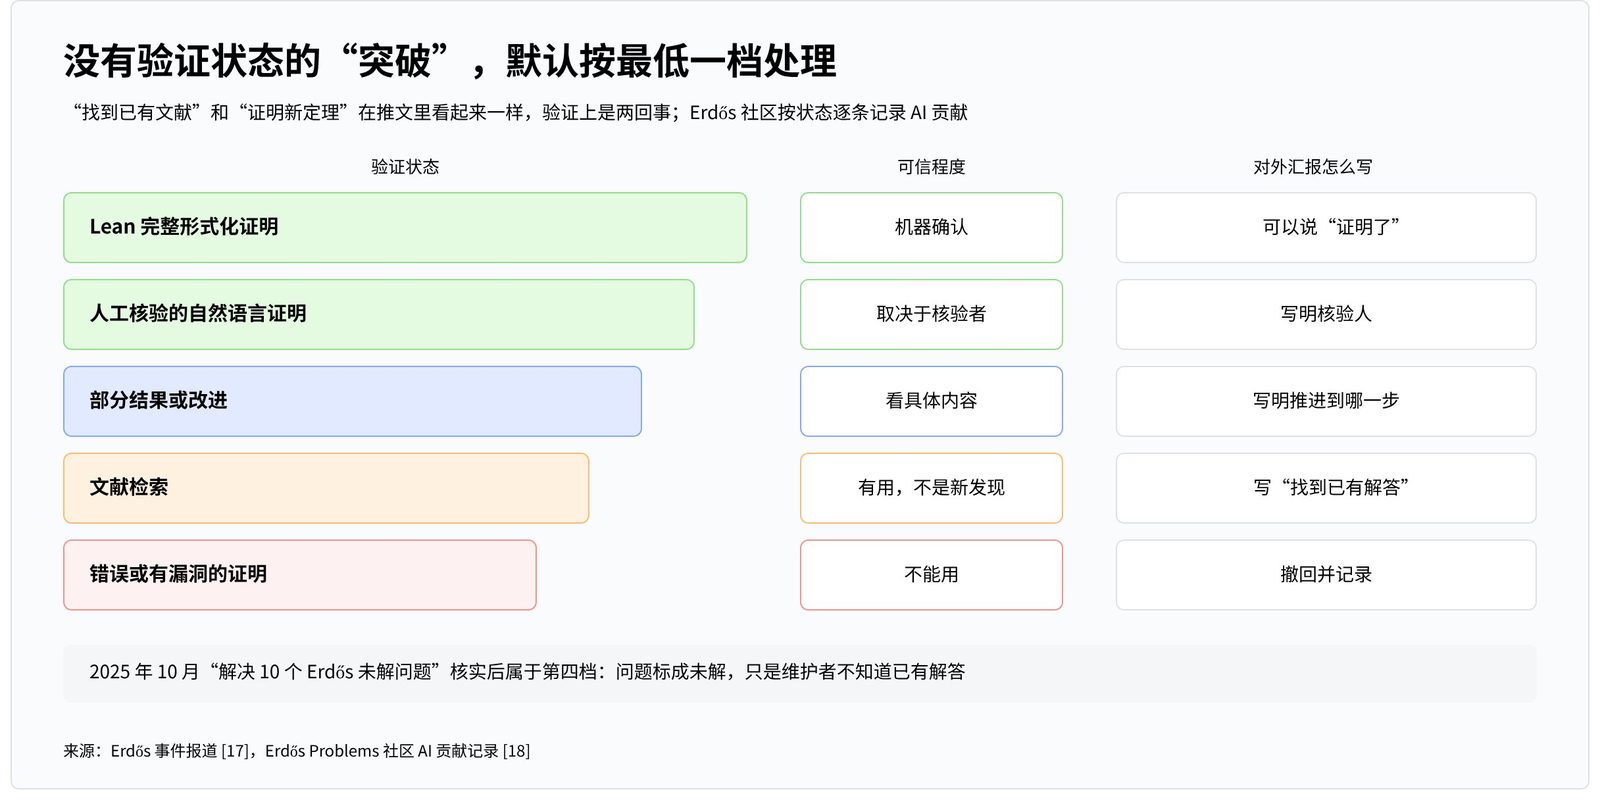 没有验证状态的“突破”，默认按最低一档处理
“找到已有文献”和“证明新定理”在推文里看起来一样，验证上是两回事；Erdős 社区按状态逐条记录 AI 贡献
验证状态 可信程度 对外汇报怎么写
Lean 完整形式化证明 机器确认 可以说“证明了”
人工核验的自然语言证明 取决于核验者 写明核验人
部分结果或改进 看具体内容 写明推进到哪一步
文献检索 有用，不是新发现 写“找到已有解答”
错误或有漏洞的证明 不能用 撤回并记录
2025 年 10 月“解决 10 个 Erdős 未解问题”核实后属于第四档：问题标成未解，只是维护者不知道已有解答
来源：Erdős 事件报道 [17]，Erdős Problems 社区 AI 贡献记录 [18]